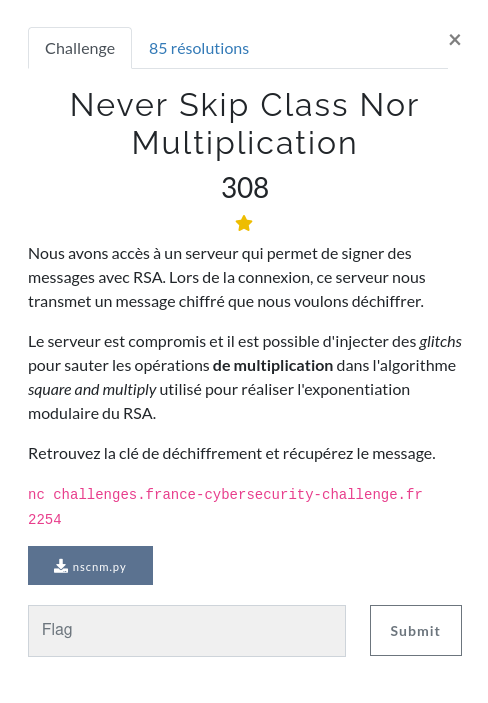 Challenge
85 résolutions
×
Never Skip Class Nor
Multiplication
308
Nous avons accès à un serveur qui permet de signer des
messages avec RSA. Lors de la connexion, ce serveur nous
transmet un message chiffré que nous voulons déchiffrer.
Le serveur est compromis et il est possible d'injecter des glitchs
pour sauter les opérations de multiplication dans l'algorithme
square and multiply utilisé pour réaliser l'exponentiation
modulaire du RSA.
Retrouvez la clé de déchiffrement et récupérez le message.
nc challenges.france-cybersecurity-challenge.fr
2254
nscnm.py
Flag
Submit